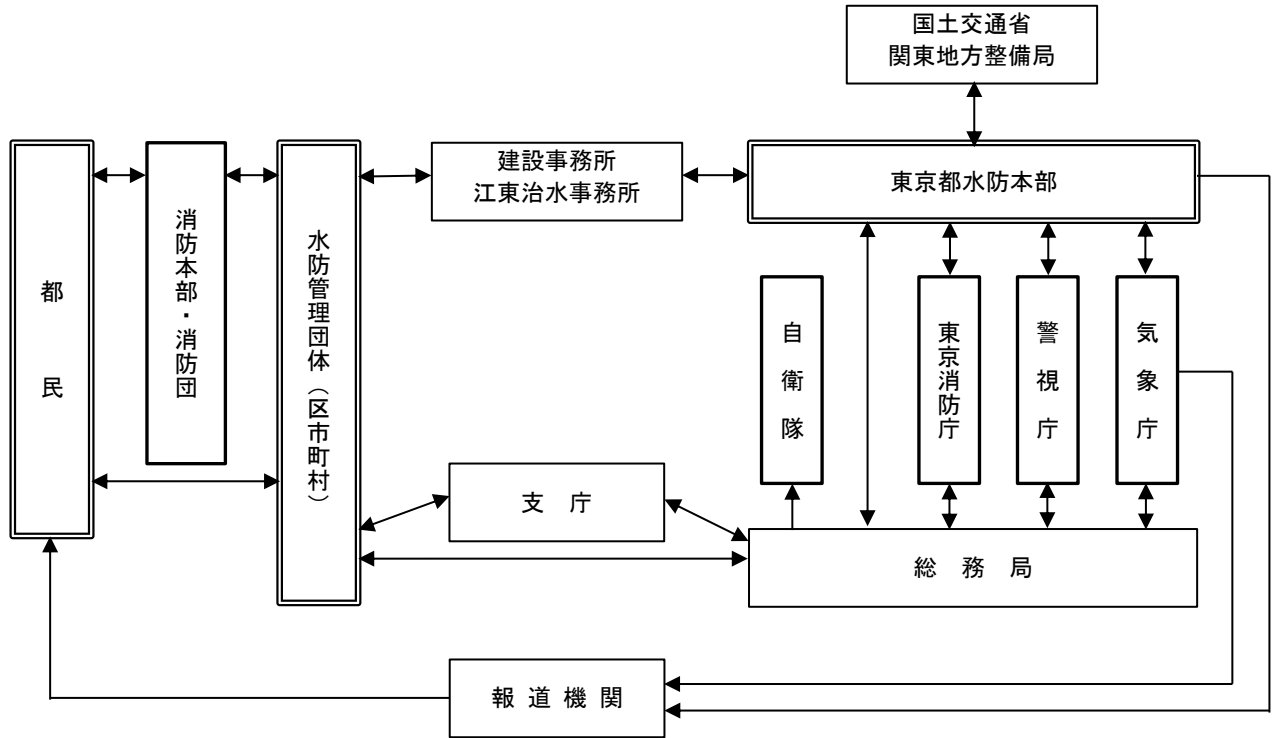 国土交通省
関東地方整備局
都民
消防本部・消防団
水防管理団体（区市町村）
建設事務所
江東治水事務所
東京都水防本部
自衛隊
東京消防庁
警視庁
気象庁
支庁
総務局
報道機関